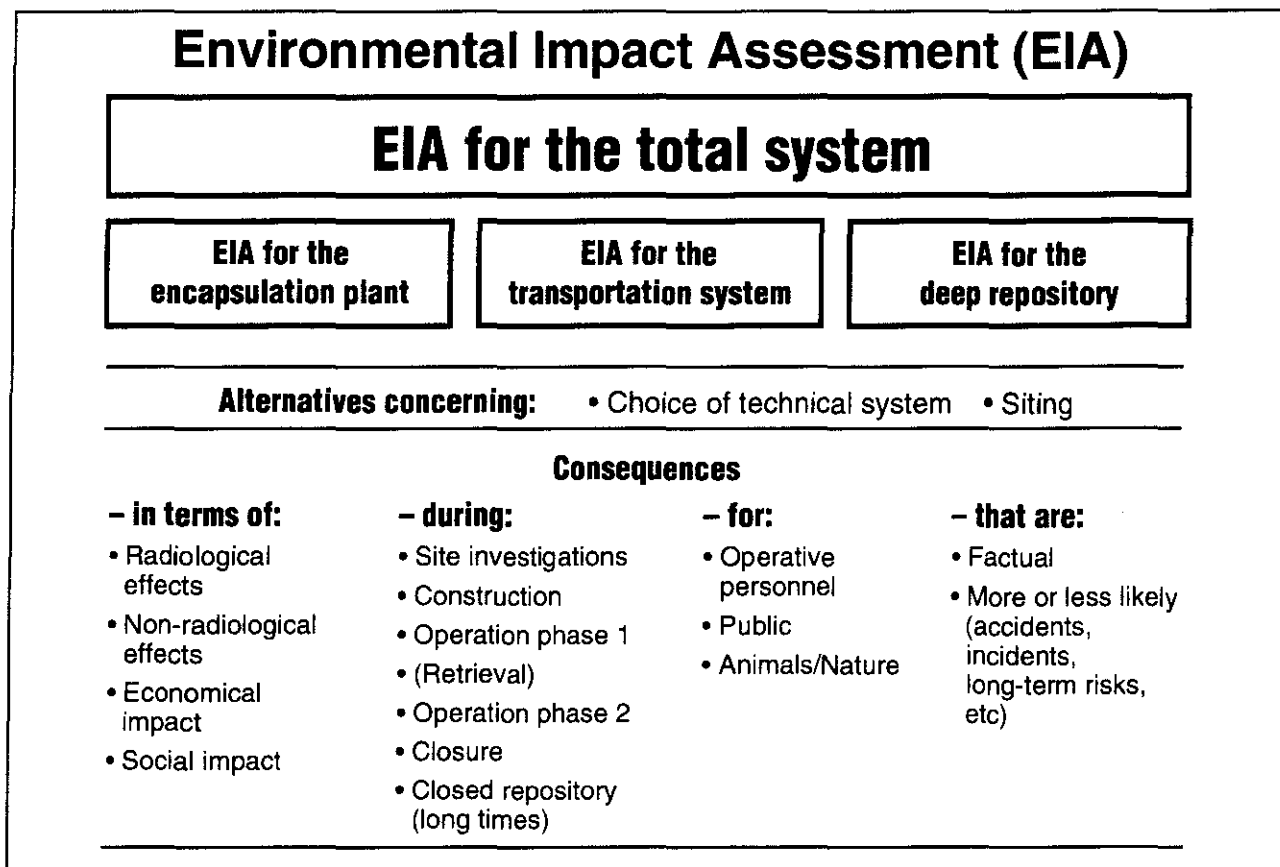 Environmental Impact Assessment (EIA)
EIA for the total system
EIA for the
encapsulation plant
EIA for the
transportation system
EIA for the
deep repository
Alternatives concerning: • Choice of technical system • Siting
Consequences
– in terms of:
• Radiological
effects
• Non-radiological
effects
• Economical
impact
• Social impact
– during:
• Site investigations
• Construction
• Operation phase 1
• (Retrieval)
• Operation phase 2
• Closure
• Closed repository
(long times)
– for:
• Operative
personnel
• Public
• Animals/Nature
– that are:
• Factual
• More or less likely
(accidents,
incidents,
long-term risks,
etc)